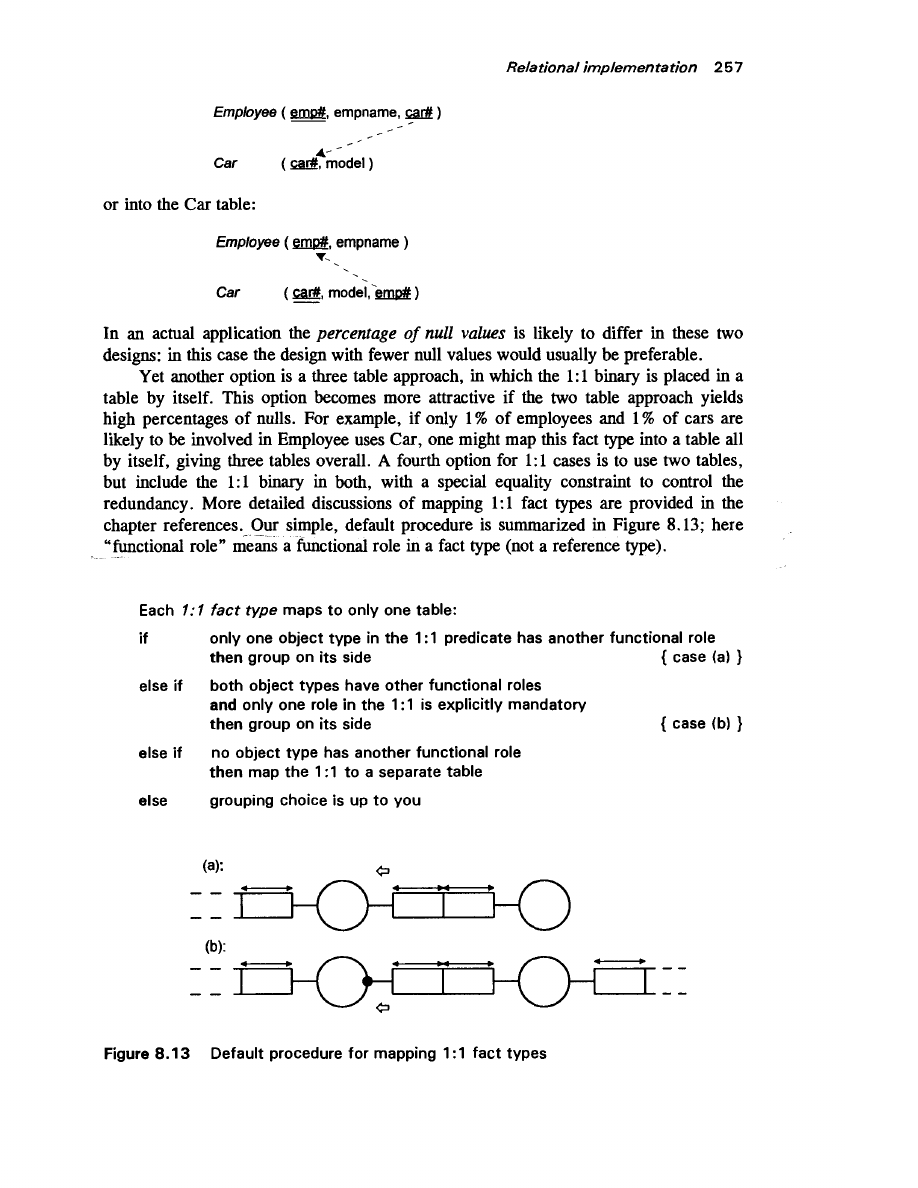 Relational implementation 257
Employee ( emp#, empname, car# )
Car ( car#, model )
or into the Car table:
Employee ( emp#, empname )
Car ( car#, model, emp# )
In an actual application the percentage of null values is likely to differ in these two
designs: in this case the design with fewer null values would usually be preferable.
Yet another option is a three table approach, in which the 1:1 binary is placed in a
table by itself. This option becomes more attractive if the two table approach yields
high percentages of nulls. For example, if only 1% of employees and 1% of cars are
likely to be involved in Employee uses Car, one might map this fact type into a table all
by itself, giving three tables overall. A fourth option for 1:1 cases is to use two tables,
but include the 1:1 binary in both, with a special equality constraint to control the
redundancy. More detailed discussions of mapping 1:1 fact types are provided in the
chapter references. Our simple, default procedure is summarized in Figure 8.13; here
“functional role” means a functional role in a fact type (not a reference type).
Each 1:1 fact type maps to only one table:
if only one object type in the 1:1 predicate has another functional role
then group on its side { case (a) }
else if both object types have other functional roles
and only one role in the 1:1 is explicitly mandatory
then group on its side { case (b) }
else if no object type has another functional role
then map the 1:1 to a separate table
else grouping choice is up to you
(a):
(b):
Figure 8.13 Default procedure for mapping 1:1 fact types